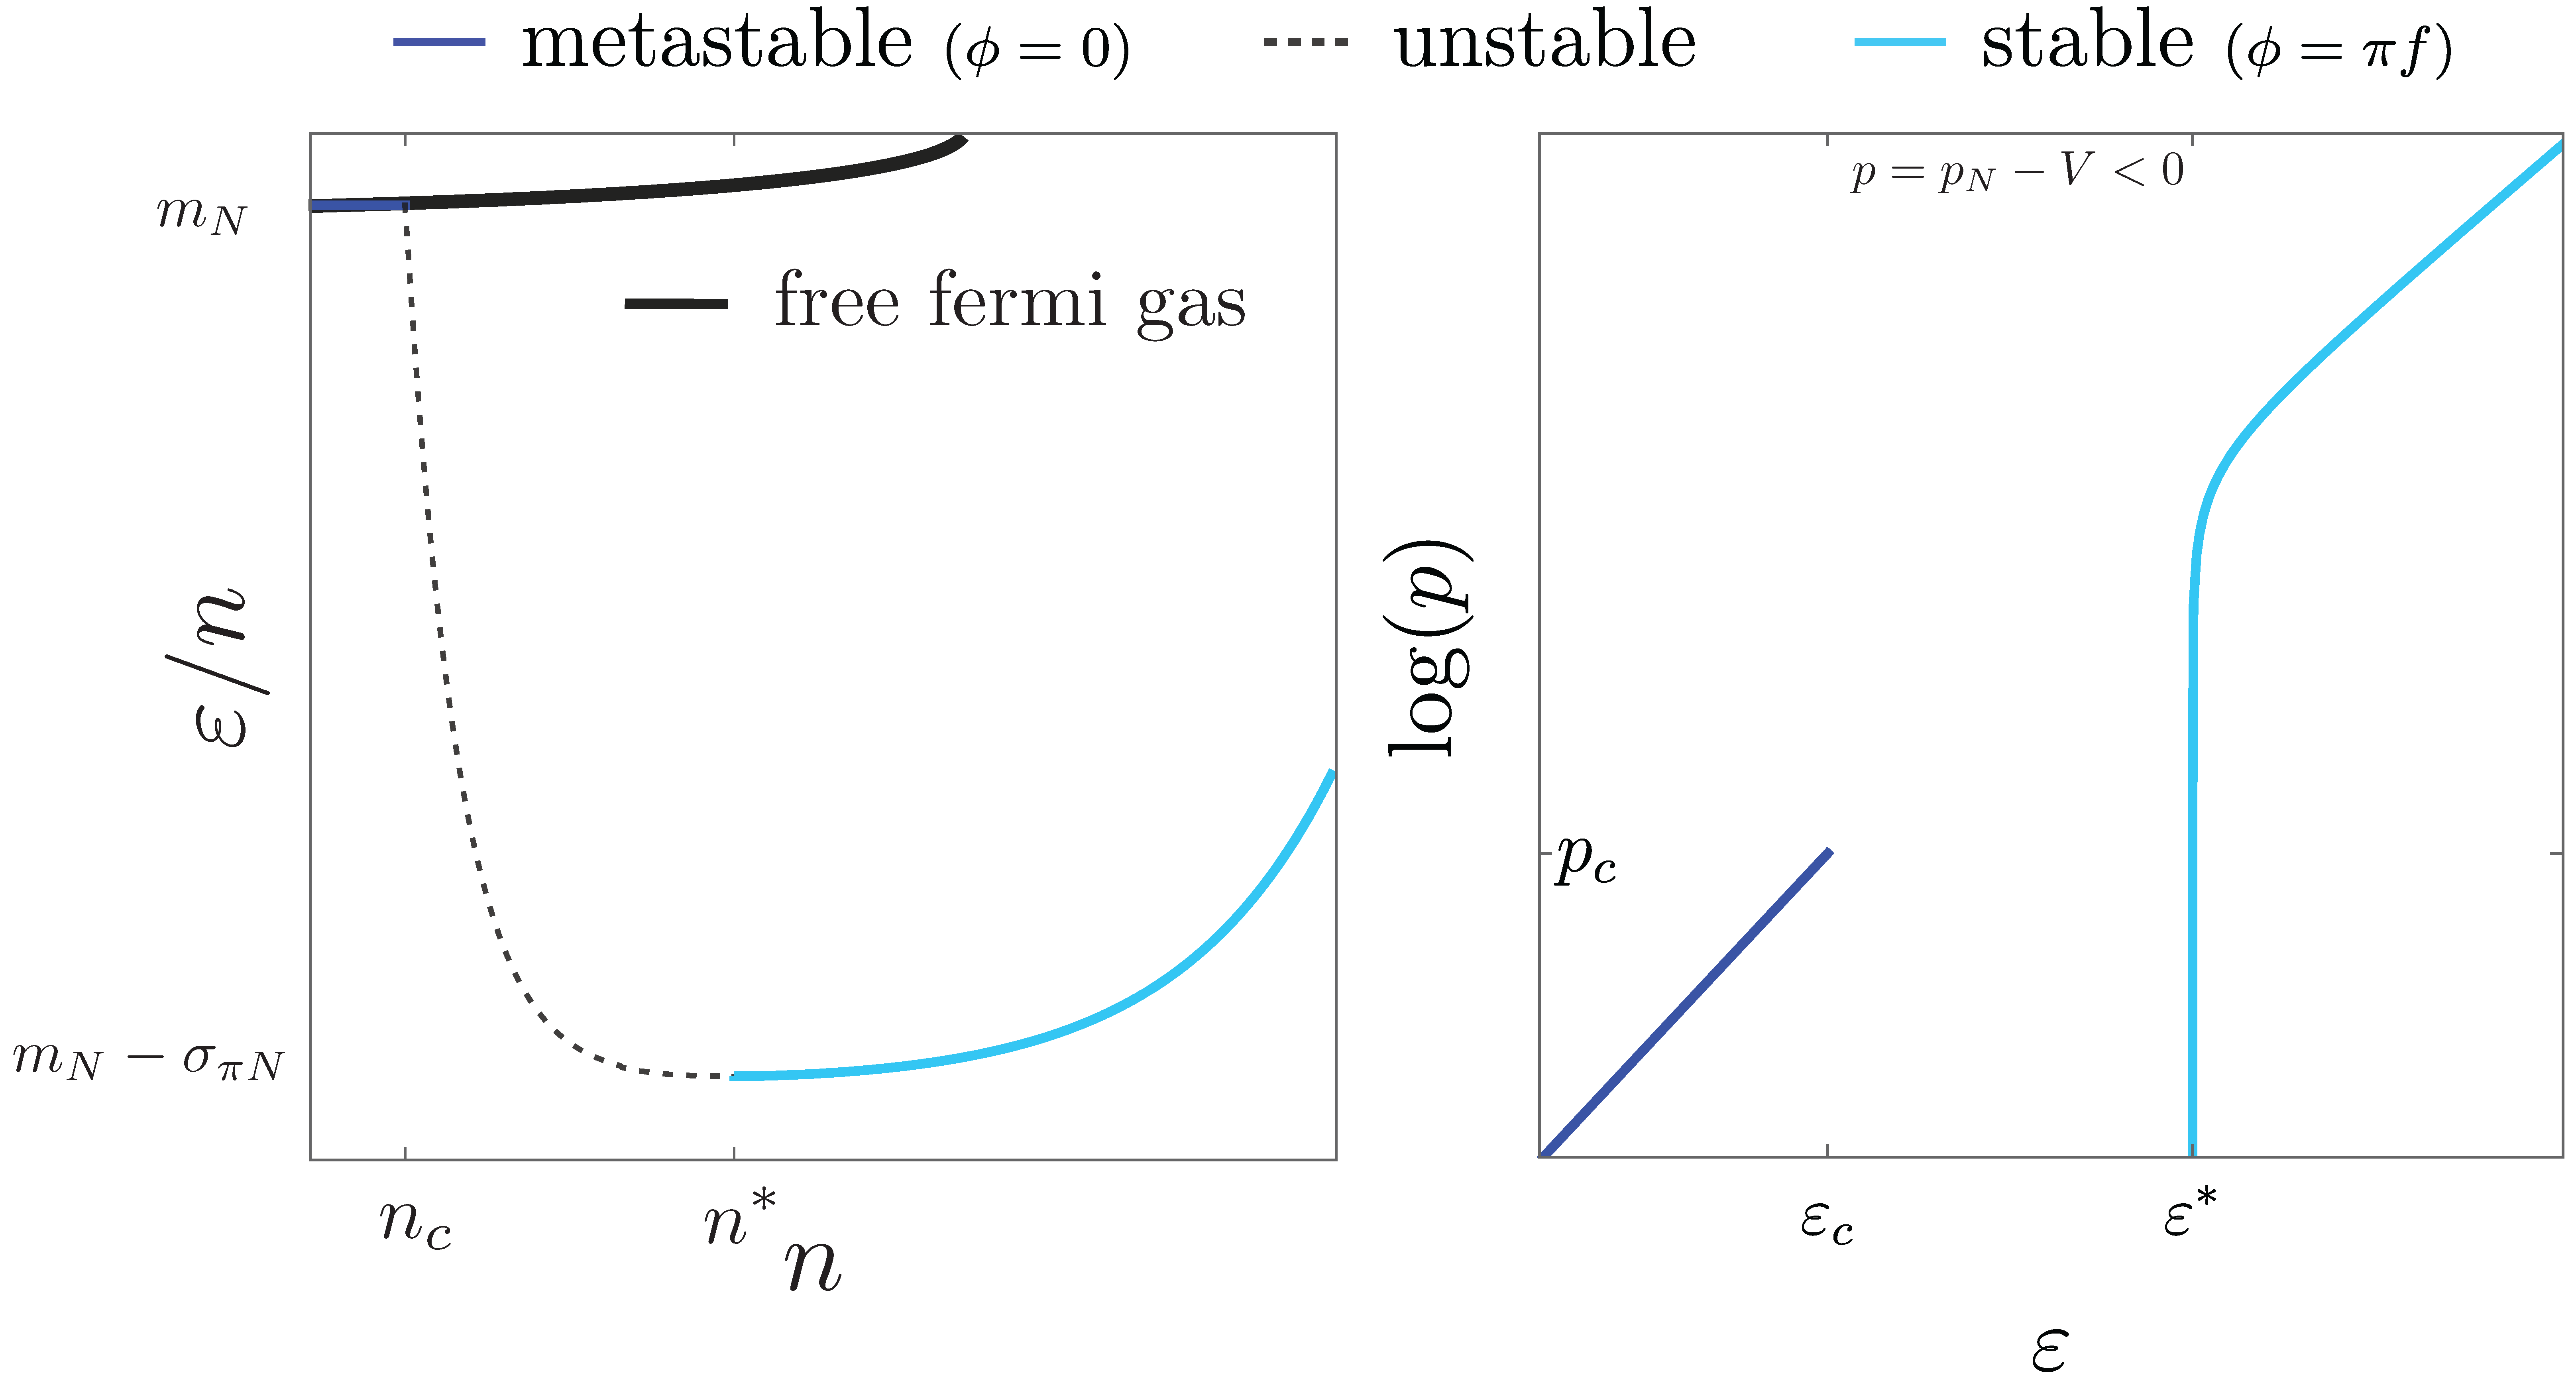 metastable (ϕ = 0)
unstable
stable (ϕ = πf)
m_N
free fermi gas
ε/n
m_N − σ_πN
n_c
n*
n
p = p_N − V < 0
log(p)
p_c
ε_c
ε*
ε